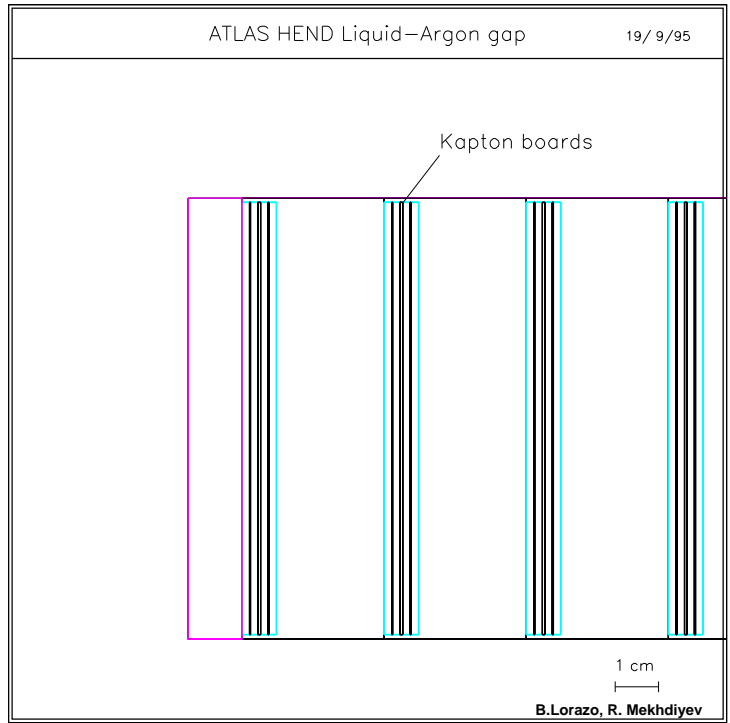 ATLAS HEND Liquid-Argon gap 19/ 9/95
Kapton boards
1 cm
B.Lorazo, R. Mekhdiyev